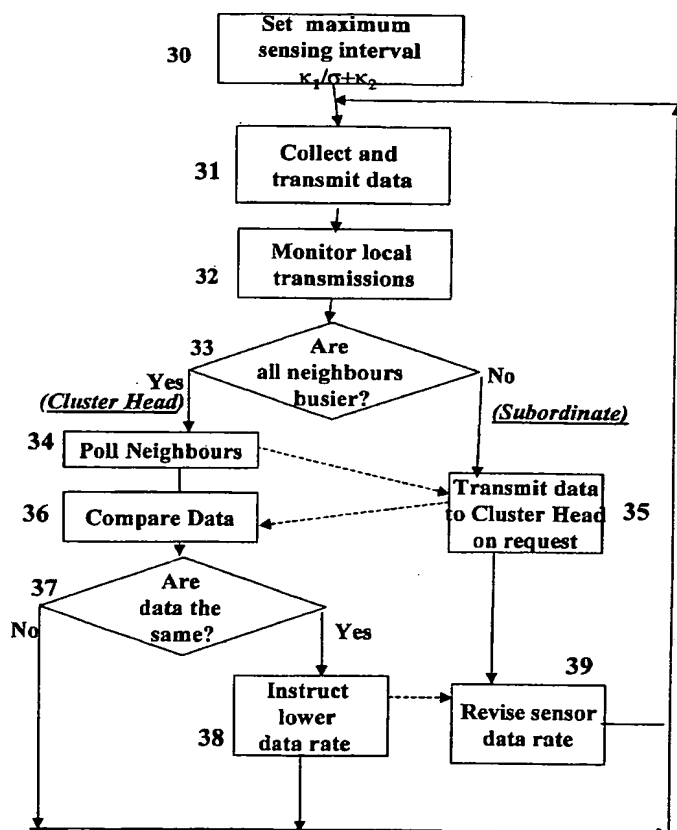 30
Set maximum
sensing interval
κ₁/σ+κ₂
31
Collect and
transmit data
32
Monitor local
transmissions
33
Are
all neighbours
busier?
Yes
(Cluster Head)
No
(Subordinate)
34
Poll Neighbours
Transmit data
to Cluster Head
on request
35
36
Compare Data
37
Are
data the
same?
No
Yes
38
Instruct
lower
data rate
39
Revise sensor
data rate